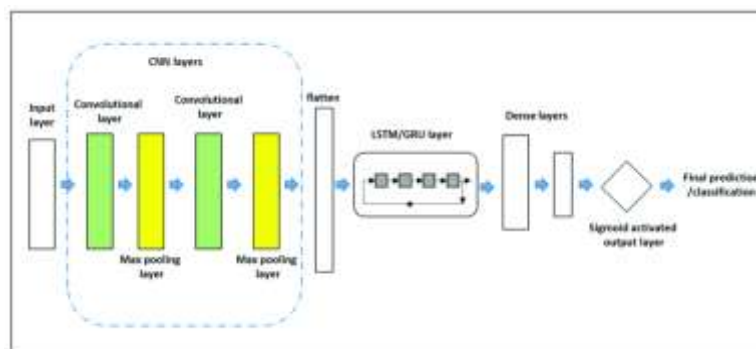 CNN layers
Input
layer
Convolutional
layer
Max pooling
layer
Convolutional
layer
Max pooling
layer
flatten
LSTM/GRU layer
Dense layers
Sigmoid activated
output layer
Final prediction
/classification